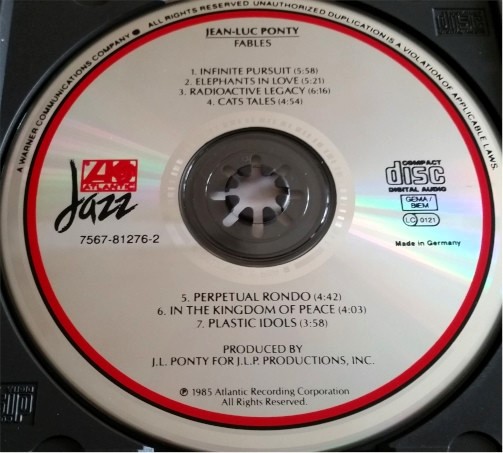 A WARNER COMMUNICATIONS COMPANY ALL RIGHTS RESERVED UNAUTHORIZED DUPLICATION IS A VIOLATION OF APPLICABLE LAWS
JEAN-LUC PONTY
FABLES
1. INFINITE PURSUIT (5:58)
2. ELEPHANTS IN LOVE (5:21)
3. RADIOACTIVE LEGACY (6:16)
4. CATS TALES (4:54)
ATLANTIC
Jazz
7567-81276-2
COMPACT
disc
DIGITAL AUDIO
GEMA/
BIEM
LC 0121
Made in Germany
5. PERPETUAL RONDO (4:42)
6. IN THE KINGDOM OF PEACE (4:03)
7. PLASTIC IDOLS (3:58)
PRODUCED BY
J.L. PONTY FOR J.L.P. PRODUCTIONS, INC.
℗ 1985 Atlantic Recording Corporation
All Rights Reserved.